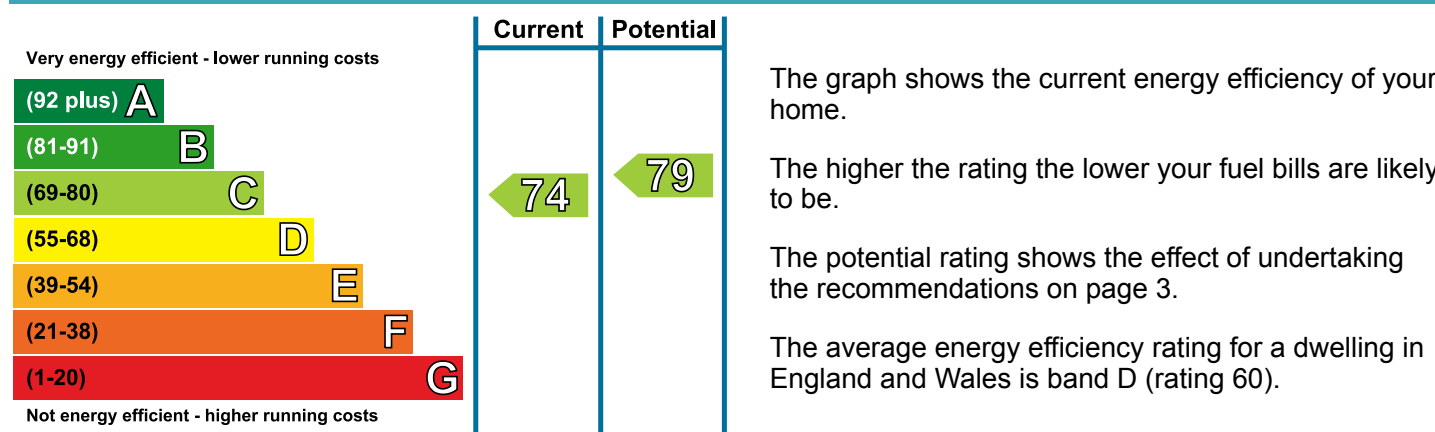 Current Potential
Very energy efficient - lower running costs
(92 plus) A
(81-91) B
(69-80) C
(55-68) D
(39-54) E
(21-38) F
(1-20) G
Not energy efficient - higher running costs
74
79
The graph shows the current energy efficiency of your
home.
The higher the rating the lower your fuel bills are likely
to be.
The potential rating shows the effect of undertaking
the recommendations on page 3.
The average energy efficiency rating for a dwelling in
England and Wales is band D (rating 60).